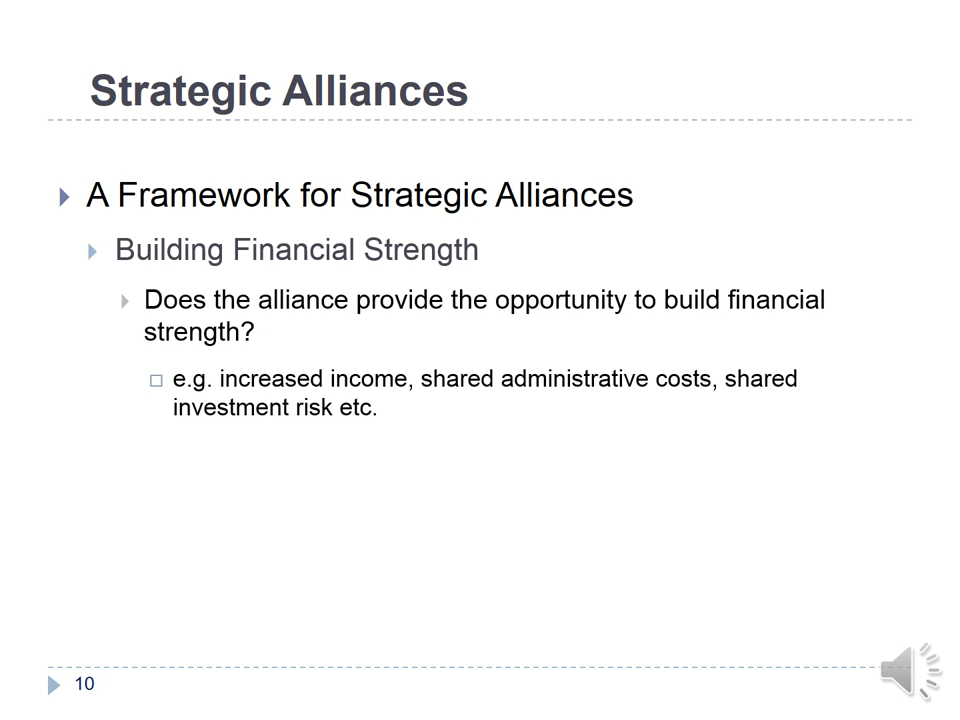 Strategic Alliances
A Framework for Strategic Alliances
Building Financial Strength
Does the alliance provide the opportunity to build financial
strength?
e.g. increased income, shared administrative costs, shared
investment risk etc.
10